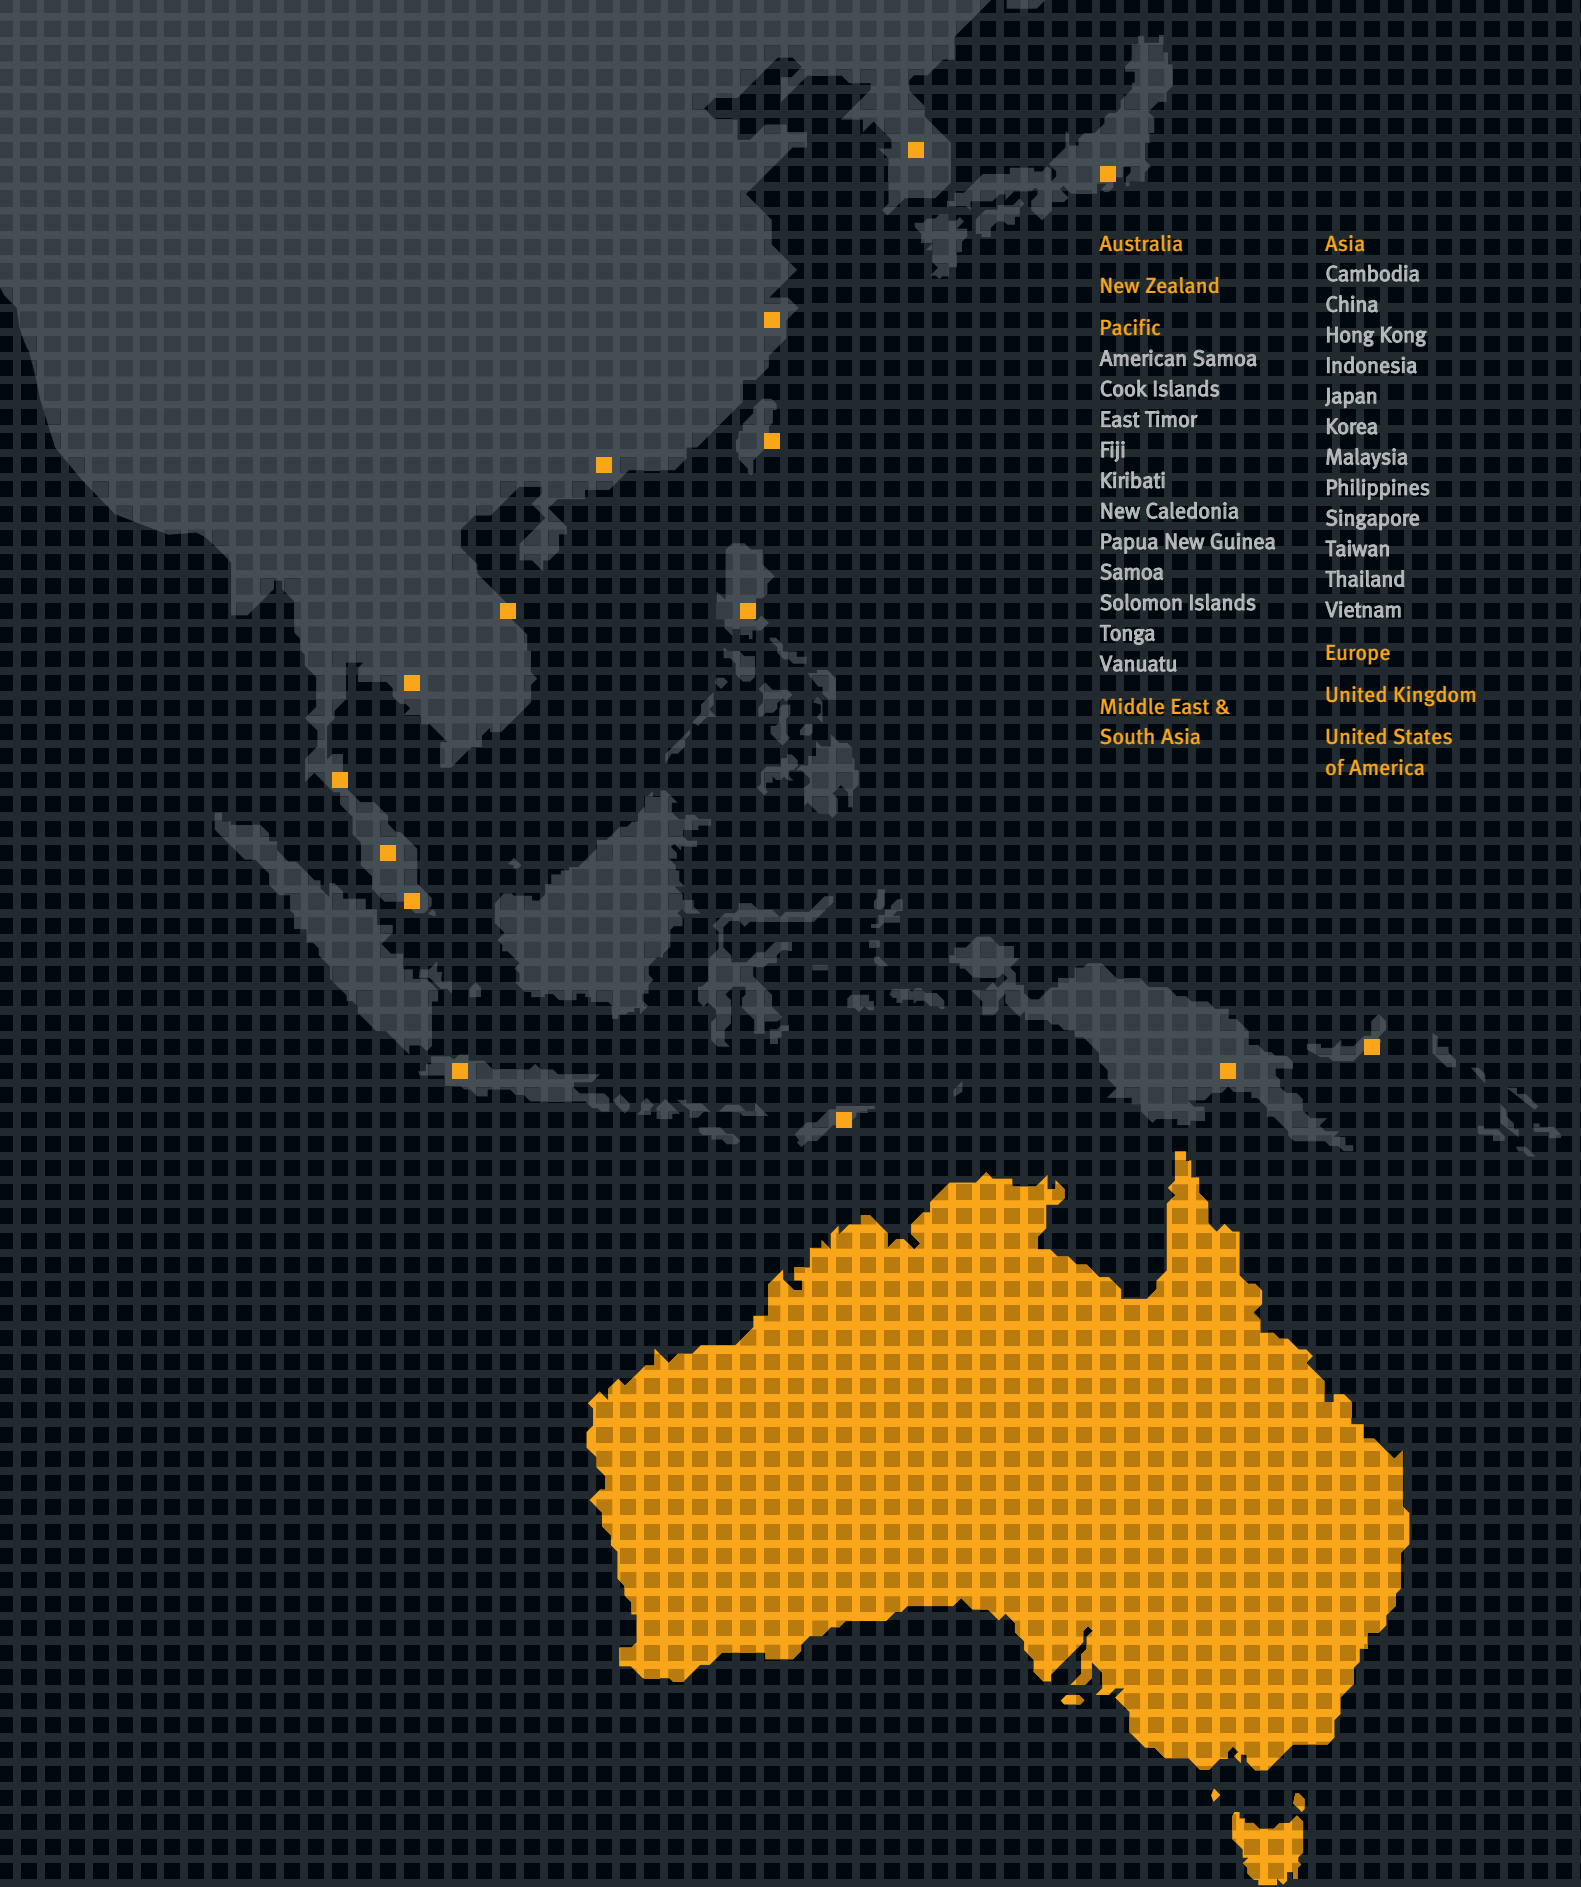 Australia
New Zealand
Pacific
American Samoa
Cook Islands
East Timor
Fiji
Kiribati
New Caledonia
Papua New Guinea
Samoa
Solomon Islands
Tonga
Vanuatu
Middle East &
South Asia
Asia
Cambodia
China
Hong Kong
Indonesia
Japan
Korea
Malaysia
Philippines
Singapore
Taiwan
Thailand
Vietnam
Europe
United Kingdom
United States
of America